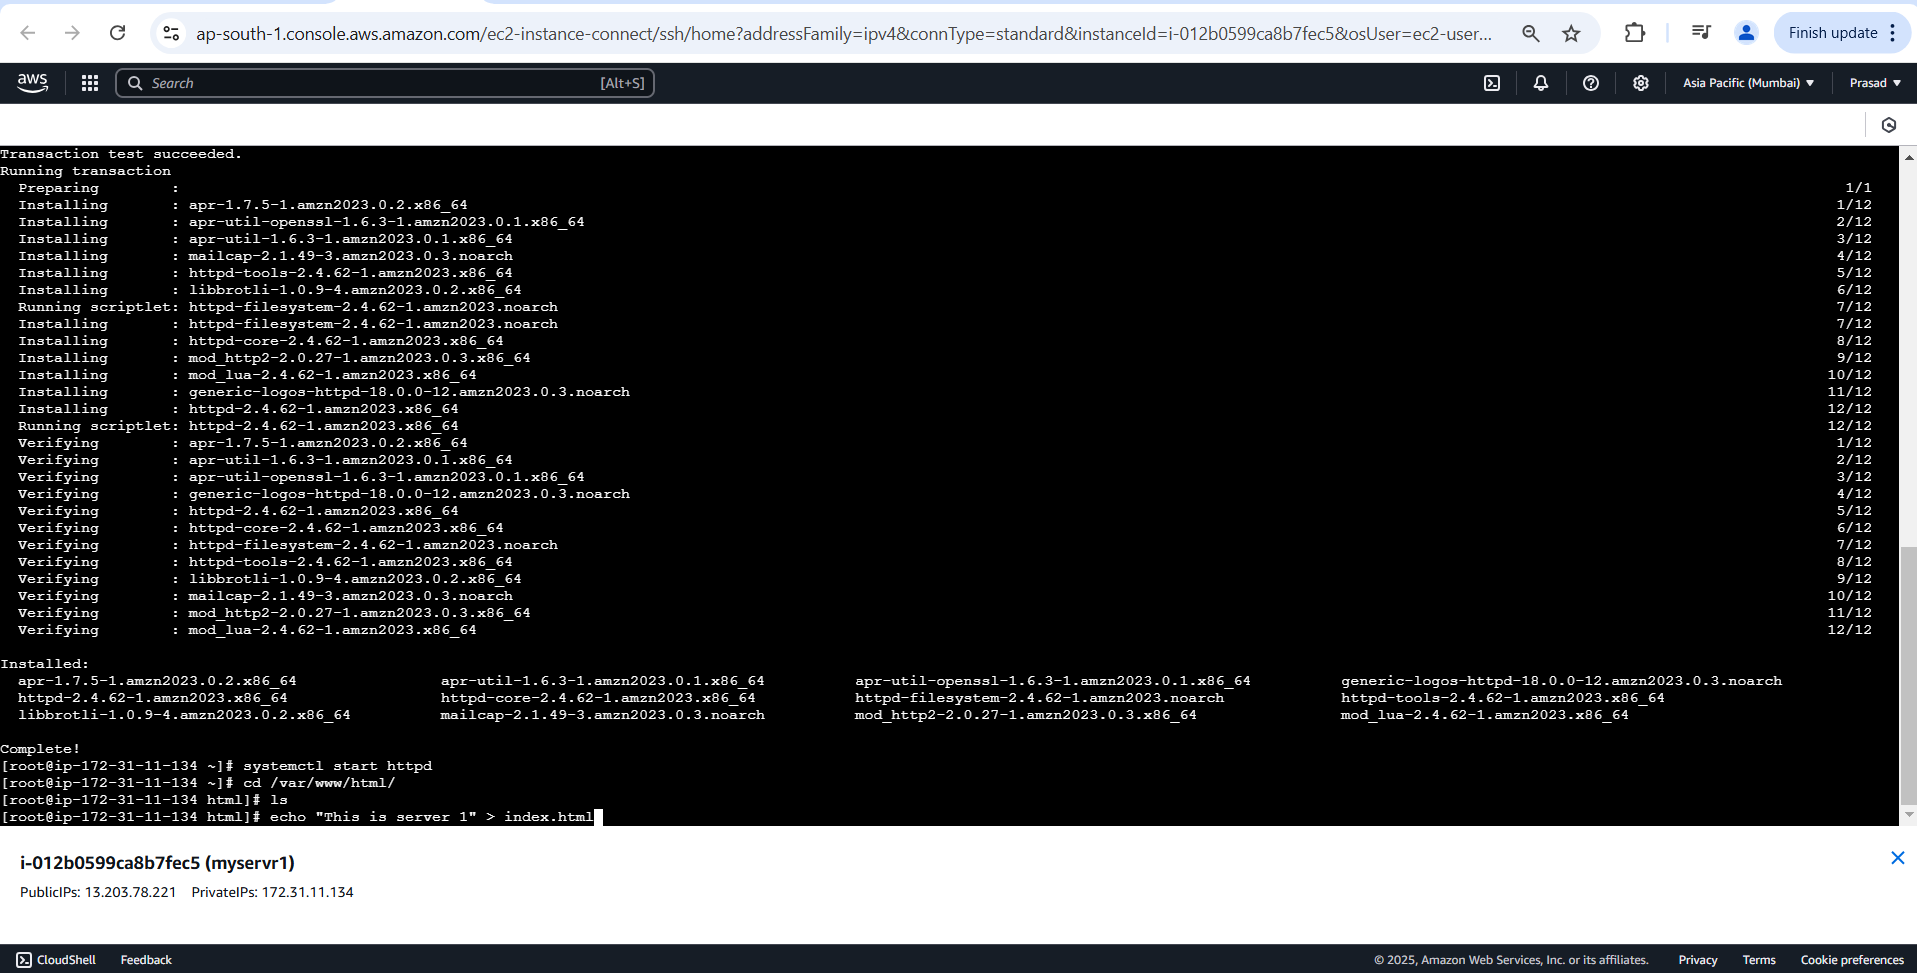 ap-south-1.console.aws.amazon.com/ec2-instance-connect/ssh/home?addressFamily=ipv4&connType=standard&instanceId=i-012b0599ca8b7fec5&osUser=ec2-user...
Finish update
aws
Search [Alt+S]
Asia Pacific (Mumbai)
Prasad
Transaction test succeeded.
Running transaction
Preparing : 1/1
Installing : apr-1.7.5-1.amzn2023.0.2.x86_64 1/12
Installing : apr-util-openssl-1.6.3-1.amzn2023.0.1.x86_64 2/12
Installing : apr-util-1.6.3-1.amzn2023.0.1.x86_64 3/12
Installing : mailcap-2.1.49-3.amzn2023.0.3.noarch 4/12
Installing : httpd-tools-2.4.62-1.amzn2023.x86_64 5/12
Installing : libbrotli-1.0.9-4.amzn2023.0.2.x86_64 6/12
Running scriptlet: httpd-filesystem-2.4.62-1.amzn2023.noarch 7/12
Installing : httpd-filesystem-2.4.62-1.amzn2023.noarch 7/12
Installing : httpd-core-2.4.62-1.amzn2023.x86_64 8/12
Installing : mod_http2-2.0.27-1.amzn2023.0.3.x86_64 9/12
Installing : mod_lua-2.4.62-1.amzn2023.x86_64 10/12
Installing : generic-logos-httpd-18.0.0-12.amzn2023.0.3.noarch 11/12
Installing : httpd-2.4.62-1.amzn2023.x86_64 12/12
Running scriptlet: httpd-2.4.62-1.amzn2023.x86_64 12/12
Verifying : apr-1.7.5-1.amzn2023.0.2.x86_64 1/12
Verifying : apr-util-1.6.3-1.amzn2023.0.1.x86_64 2/12
Verifying : apr-util-openssl-1.6.3-1.amzn2023.0.1.x86_64 3/12
Verifying : generic-logos-httpd-18.0.0-12.amzn2023.0.3.noarch 4/12
Verifying : httpd-2.4.62-1.amzn2023.x86_64 5/12
Verifying : httpd-core-2.4.62-1.amzn2023.x86_64 6/12
Verifying : httpd-filesystem-2.4.62-1.amzn2023.noarch 7/12
Verifying : httpd-tools-2.4.62-1.amzn2023.x86_64 8/12
Verifying : libbrotli-1.0.9-4.amzn2023.0.2.x86_64 9/12
Verifying : mailcap-2.1.49-3.amzn2023.0.3.noarch 10/12
Verifying : mod_http2-2.0.27-1.amzn2023.0.3.x86_64 11/12
Verifying : mod_lua-2.4.62-1.amzn2023.x86_64 12/12
Installed:
apr-1.7.5-1.amzn2023.0.2.x86_64 apr-util-1.6.3-1.amzn2023.0.1.x86_64 apr-util-openssl-1.6.3-1.amzn2023.0.1.x86_64 generic-logos-httpd-18.0.0-12.amzn2023.0.3.noarch
httpd-2.4.62-1.amzn2023.x86_64 httpd-core-2.4.62-1.amzn2023.x86_64 httpd-filesystem-2.4.62-1.amzn2023.noarch httpd-tools-2.4.62-1.amzn2023.x86_64
libbrotli-1.0.9-4.amzn2023.0.2.x86_64 mailcap-2.1.49-3.amzn2023.0.3.noarch mod_http2-2.0.27-1.amzn2023.0.3.x86_64 mod_lua-2.4.62-1.amzn2023.x86_64
Complete!
[root@ip-172-31-11-134 ~]# systemctl start httpd
[root@ip-172-31-11-134 ~]# cd /var/www/html/
[root@ip-172-31-11-134 html]# ls
[root@ip-172-31-11-134 html]# echo "This is server 1" > index.html
i-012b0599ca8b7fec5 (myservr1)
PublicIPs: 13.203.78.221 PrivateIPs: 172.31.11.134
CloudShell Feedback © 2025, Amazon Web Services, Inc. or its affiliates. Privacy Terms Cookie preferences